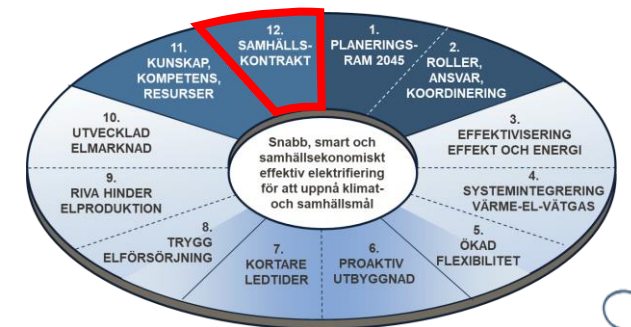 12.
SAMHÄLLS-
KONTRAKT
1.
PLANERINGS-
RAM 2045
2.
ROLLER,
ANSVAR,
KOORDINERING
3.
EFFEKTIVISERING
EFFEKT OCH ENERGI
4.
SYSTEMINTEGRERING
VÄRME-EL-VÄTGAS
5.
ÖKAD
FLEXIBILITET
6.
PROAKTIV
UTBYGGNAD
7.
KORTARE
LEDTIDER
8.
TRYGG
ELFÖRSÖRJNING
9.
RIVA HINDER
ELPRODUKTION
10.
UTVECKLAD
ELMARKNAD
11.
KUNSKAP,
KOMPETENS,
RESURSER
Snabb, smart och
samhällsekonomiskt
effektiv elektrifiering
för att uppnå klimat-
och samhällsmål